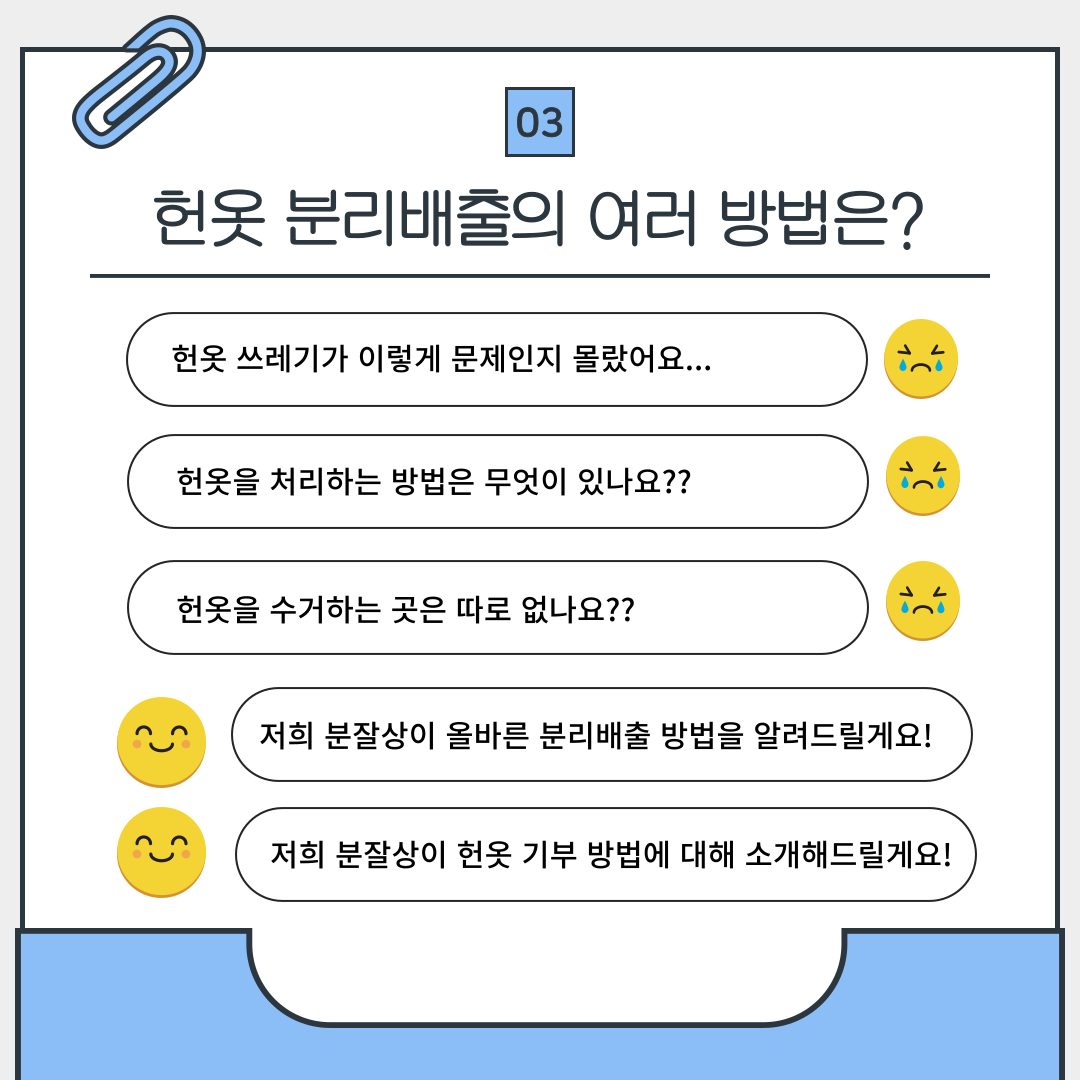 03
헌옷 분리배출의 여러 방법은?
헌옷 쓰레기가 이렇게 문제인지 몰랐어요...
헌옷을 처리하는 방법은 무엇이 있나요??
헌옷을 수거하는 곳은 따로 없나요??
저희 분잘상이 올바른 분리배출 방법을 알려드릴게요!
저희 분잘상이 헌옷 기부 방법에 대해 소개해드릴게요!